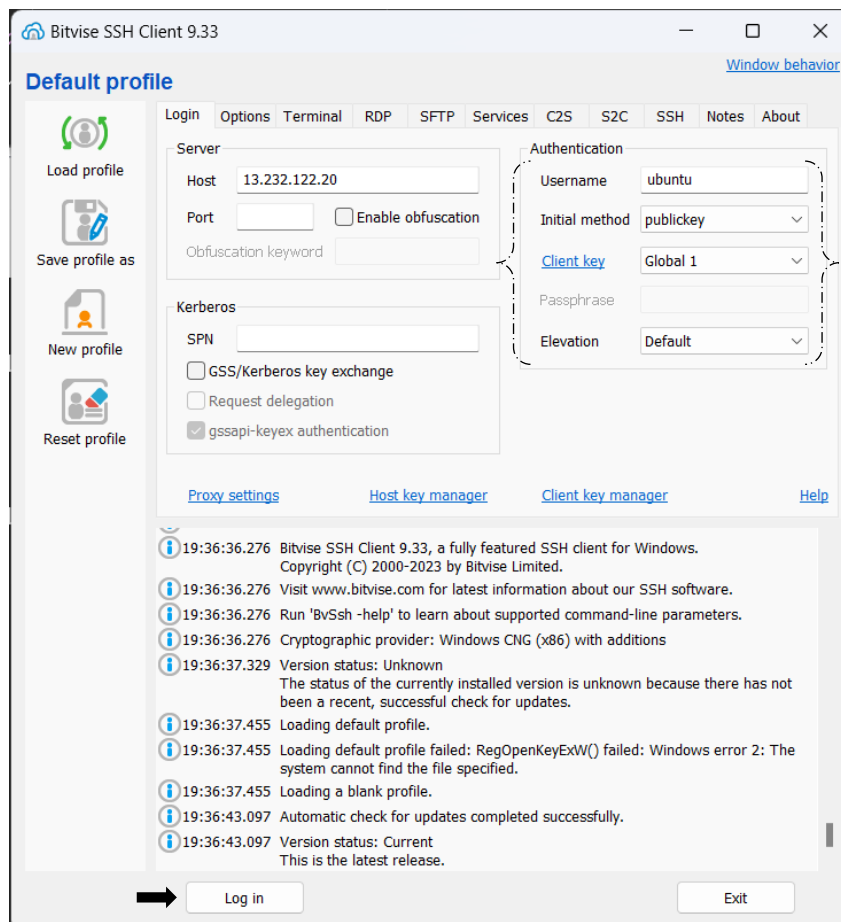 Bitvise SSH Client 9.33
Window behavior
Default profile
Load profile
Save profile as
New profile
Reset profile
Login Options Terminal RDP SFTP Services C2S S2C SSH Notes About
Server
Host 13.232.122.20
Port Enable obfuscation
Obfuscation keyword
Kerberos
SPN
GSS/Kerberos key exchange
Request delegation
gssapi-keyex authentication
Authentication
Username ubuntu
Initial method publickey
Client key Global 1
Passphrase
Elevation Default
Proxy settings Host key manager Client key manager Help
19:36:36.276 Bitvise SSH Client 9.33, a fully featured SSH client for Windows.
Copyright (C) 2000-2023 by Bitvise Limited.
19:36:36.276 Visit www.bitvise.com for latest information about our SSH software.
19:36:36.276 Run 'BvSsh -help' to learn about supported command-line parameters.
19:36:36.276 Cryptographic provider: Windows CNG (x86) with additions
19:36:37.329 Version status: Unknown
The status of the currently installed version is unknown because there has not
been a recent, successful check for updates.
19:36:37.455 Loading default profile.
19:36:37.455 Loading default profile failed: RegOpenKeyExW() failed: Windows error 2: The
system cannot find the file specified.
19:36:37.455 Loading a blank profile.
19:36:43.097 Automatic check for updates completed successfully.
19:36:43.097 Version status: Current
This is the latest release.
Log in Exit